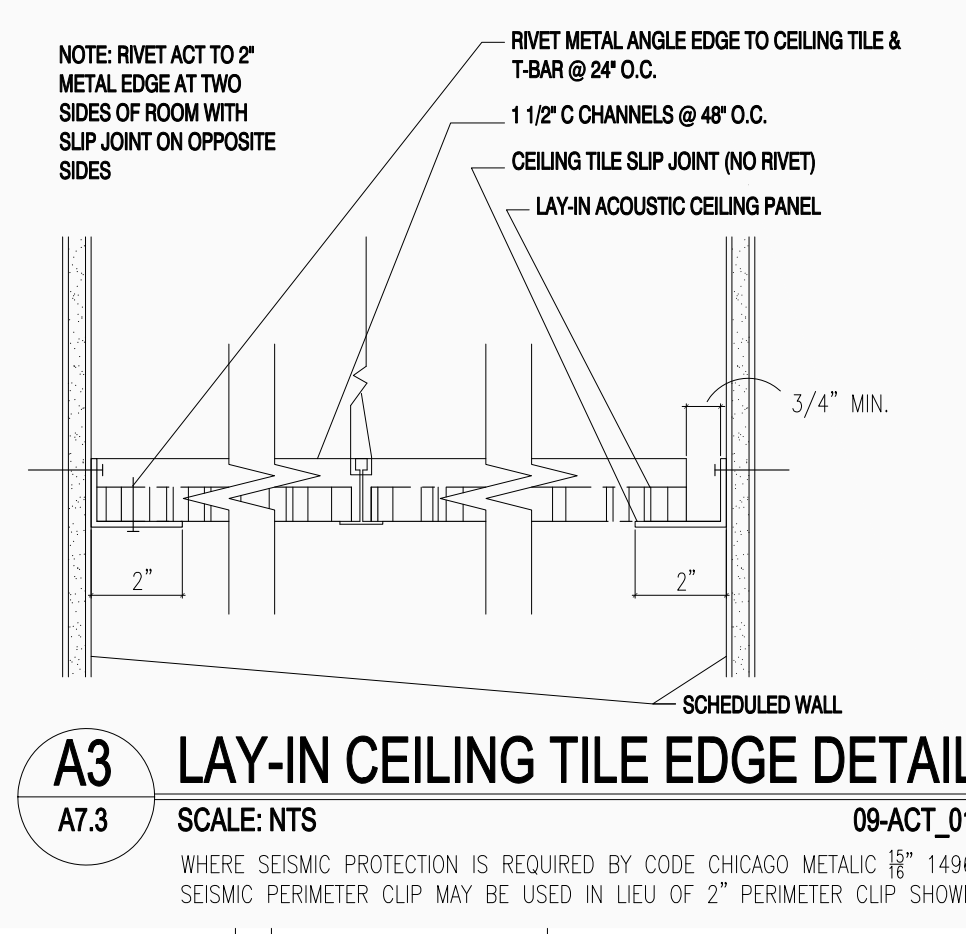 NOTE: RIVET ACT TO 2"
METAL EDGE AT TWO
SIDES OF ROOM WITH
SLIP JOINT ON OPPOSITE
SIDES
RIVET METAL ANGLE EDGE TO CEILING TILE &
T-BAR @ 24" O.C.
1 1/2" C CHANNELS @ 48" O.C.
CEILING TILE SLIP JOINT (NO RIVET)
LAY-IN ACOUSTIC CEILING PANEL
3/4" MIN.
2"
2"
SCHEDULED WALL
A3
A7.3
LAY-IN CEILING TILE EDGE DETAIL
SCALE: NTS
09-ACT_01
WHERE SEISMIC PROTECTION IS REQUIRED BY CODE CHICAGO METALIC 15/16" 149
SEISMIC PERIMETER CLIP MAY BE USED IN LIEU OF 2" PERIMETER CLIP SHOW